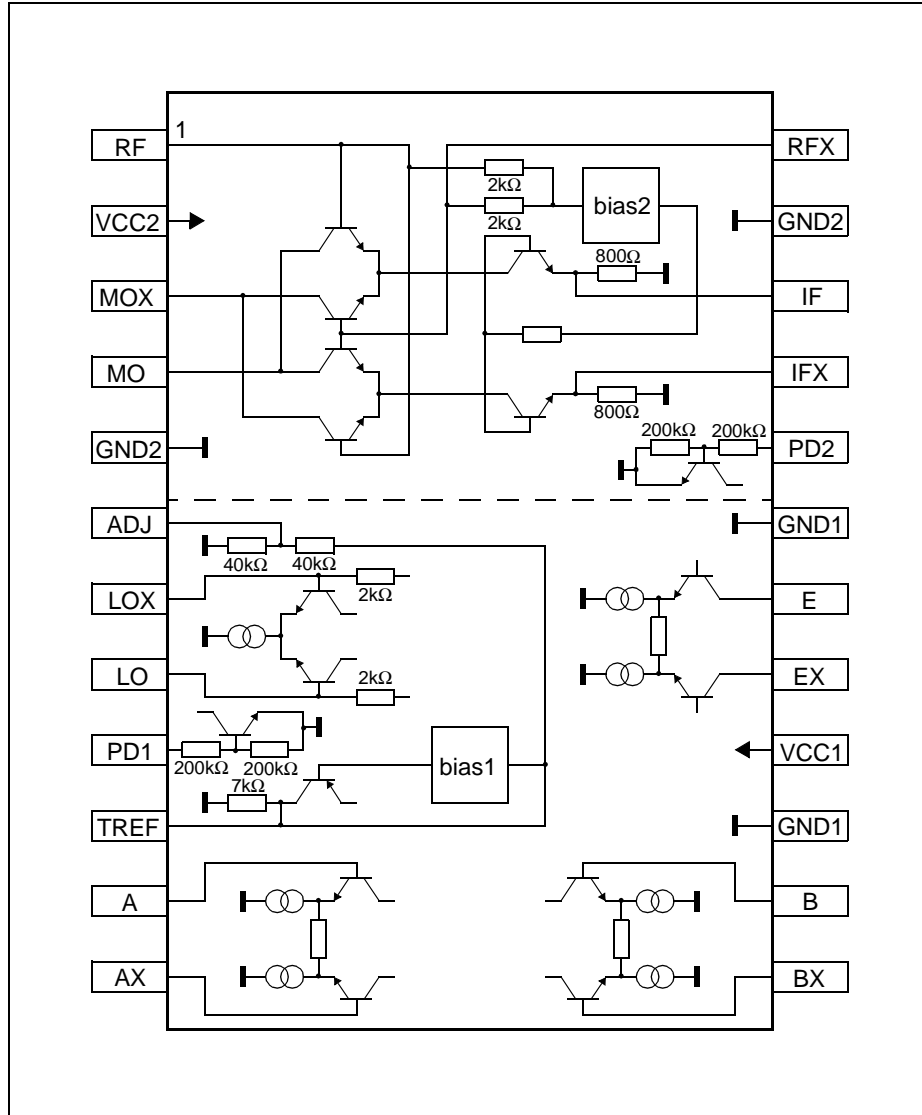 1
RF
RFX
2kΩ
VCC2
2kΩ
bias2
GND2
800Ω
MOX
IF
MO
IFX
800Ω
200kΩ 200kΩ
GND2
PD2
ADJ
GND1
40kΩ 40kΩ
2kΩ
LOX
E
LO
2kΩ
EX
PD1
bias1
VCC1
200kΩ 200kΩ
7kΩ
TREF
GND1
A
B
AX
BX